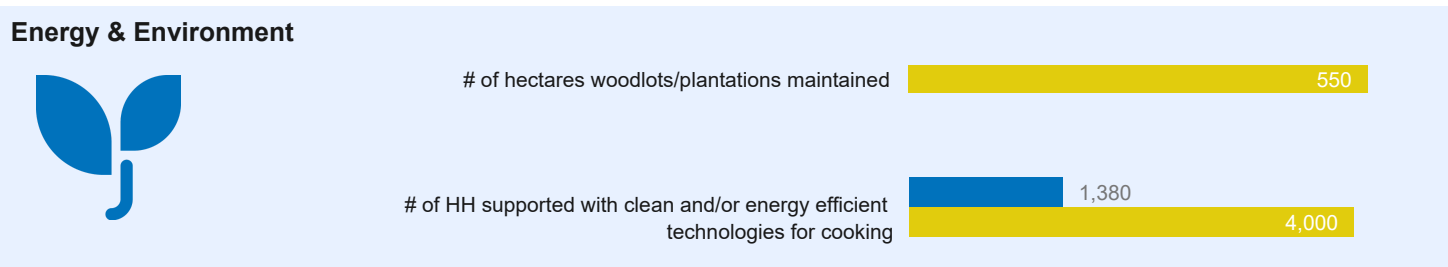 Energy & Environment
# of hectares woodlots/plantations maintained
550
# of HH supported with clean and/or energy efficient
technologies for cooking
1,380
4,000